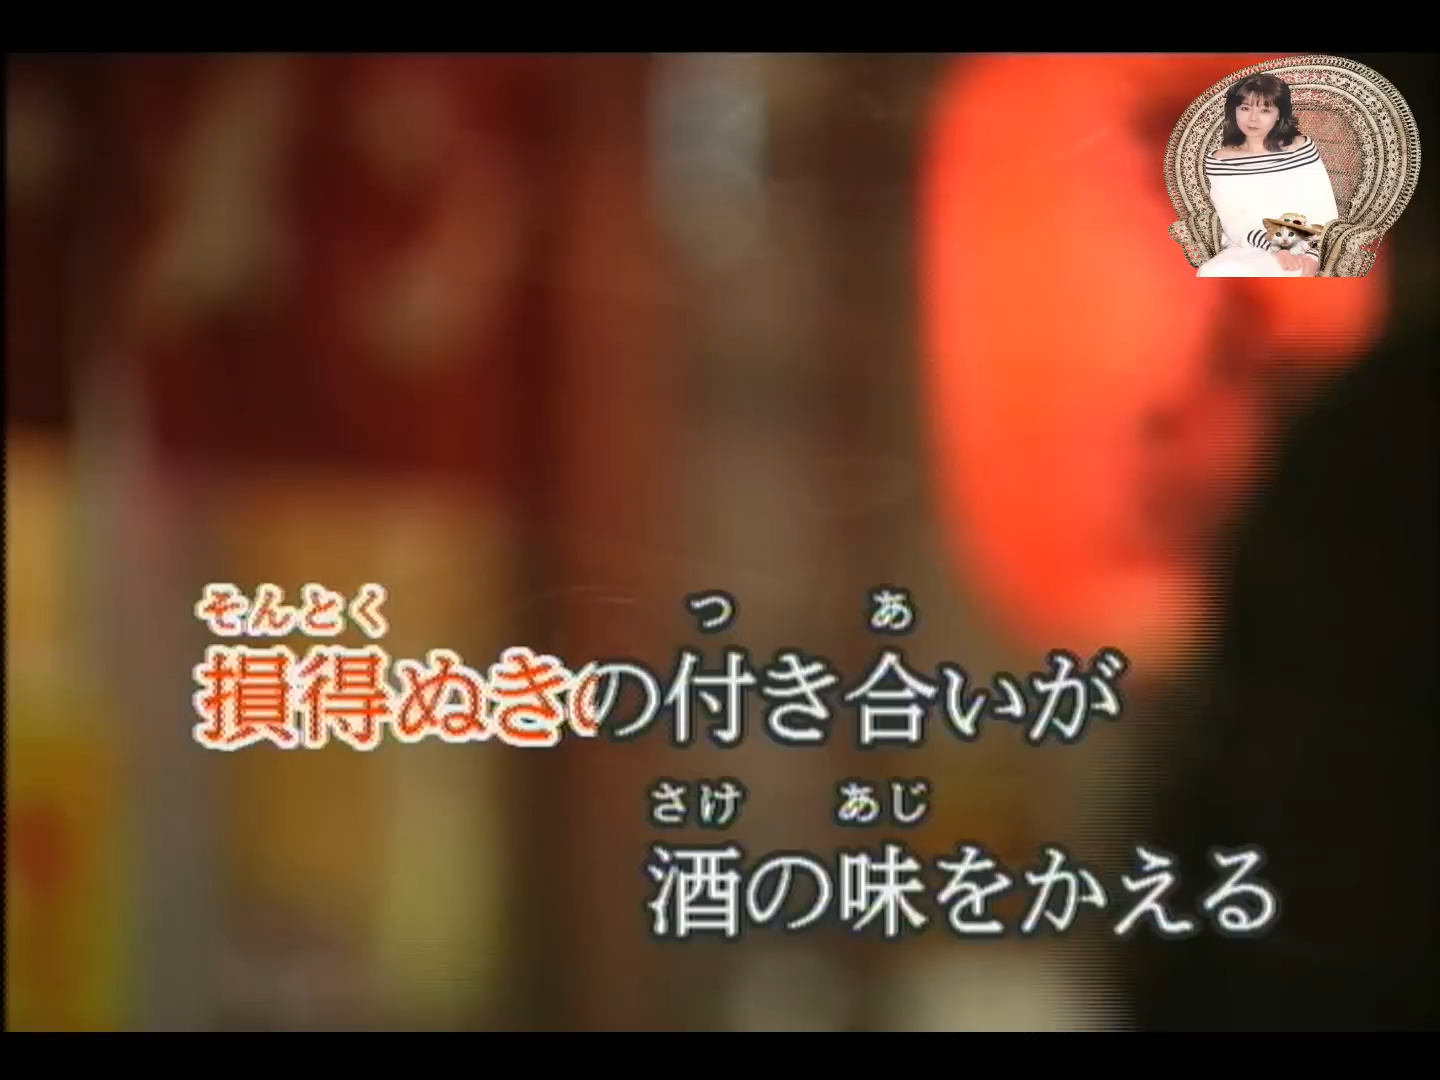 そんとく つ あ
損得ぬきの付き合いが
さけ あじ
酒の味をかえる